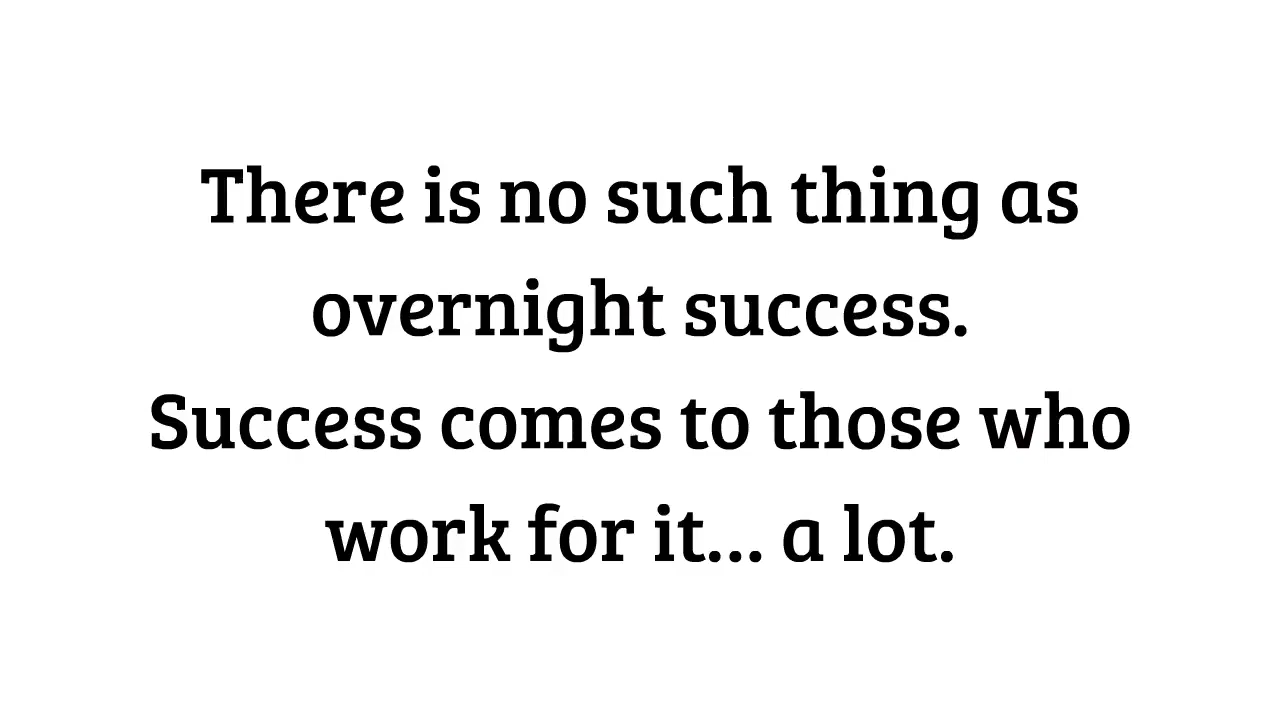 There is no such thing as
overnight success.
Success comes to those who
work for it... a lot.